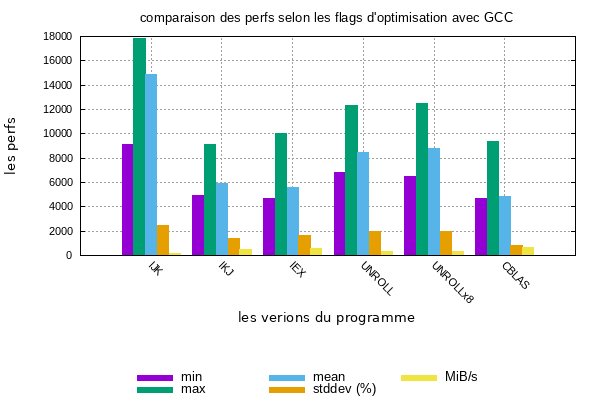 comparaison des perfs selon les flags d'optimisation avec GCC
18000
16000
14000
12000
10000
8000
6000
4000
2000
0
les perfs
IJK
IKJ
IEX
UNROLL
UNROLLx8
CBLAS
les verions du programme
min
mean
MiB/s
max
stddev (%)